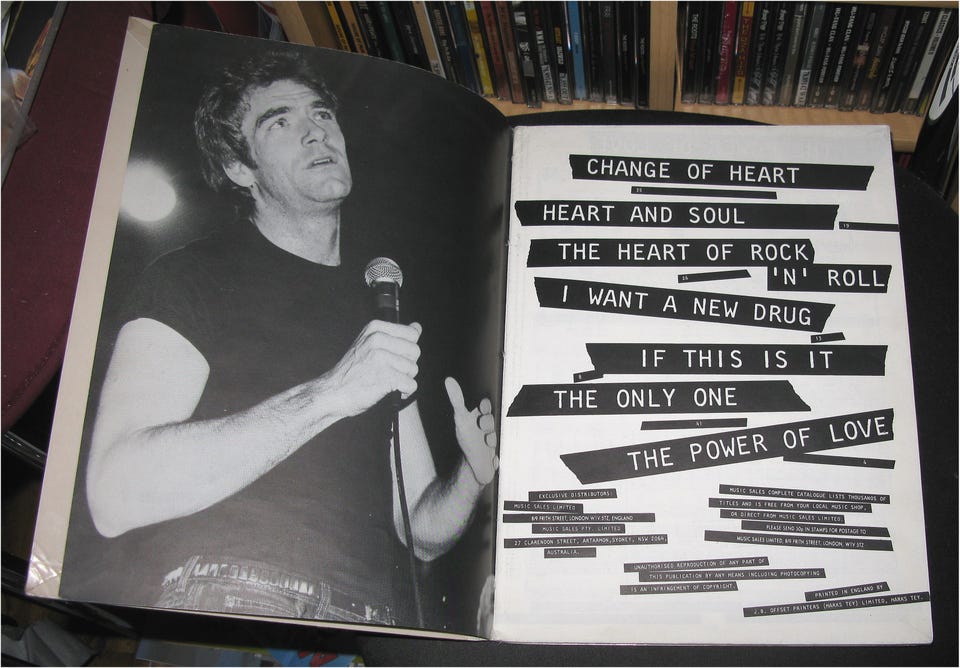 CHANGE OF HEART
25
HEART AND SOUL
19
THE HEART OF ROCK
'N' ROLL
I WANT A NEW DRUG
13
IF THIS IS IT
8
THE ONLY ONE
41
THE POWER OF LOVE
4
EXCLUSIVE DISTRIBUTORS:
MUSIC SALES LIMITED
8/9 FRITH STREET, LONDON W1V 5TZ, ENGLAND
MUSIC SALES PTY. LIMITED
27 CLARENDON STREET, ARTARMON, SYDNEY, NSW 2064,
AUSTRALIA.
MUSIC SALES COMPLETE CATALOGUE LISTS THOUSANDS OF
TITLES AND IS FREE FROM YOUR LOCAL MUSIC SHOP,
OR DIRECT FROM MUSIC SALES LIMITED.
PLEASE SEND 30p IN STAMPS FOR POSTAGE TO
MUSIC SALES LIMITED, 8/9 FRITH STREET, LONDON, W1V 5TZ
UNAUTHORISED REPRODUCTION OF ANY PART OF
THIS PUBLICATION BY ANY MEANS INCLUDING PHOTOCOPYING
IS AN INFRINGEMENT OF COPYRIGHT.
PRINTED IN ENGLAND BY
J.B. OFFSET PRINTERS (MARKS TEY) LIMITED, MARKS TEY.